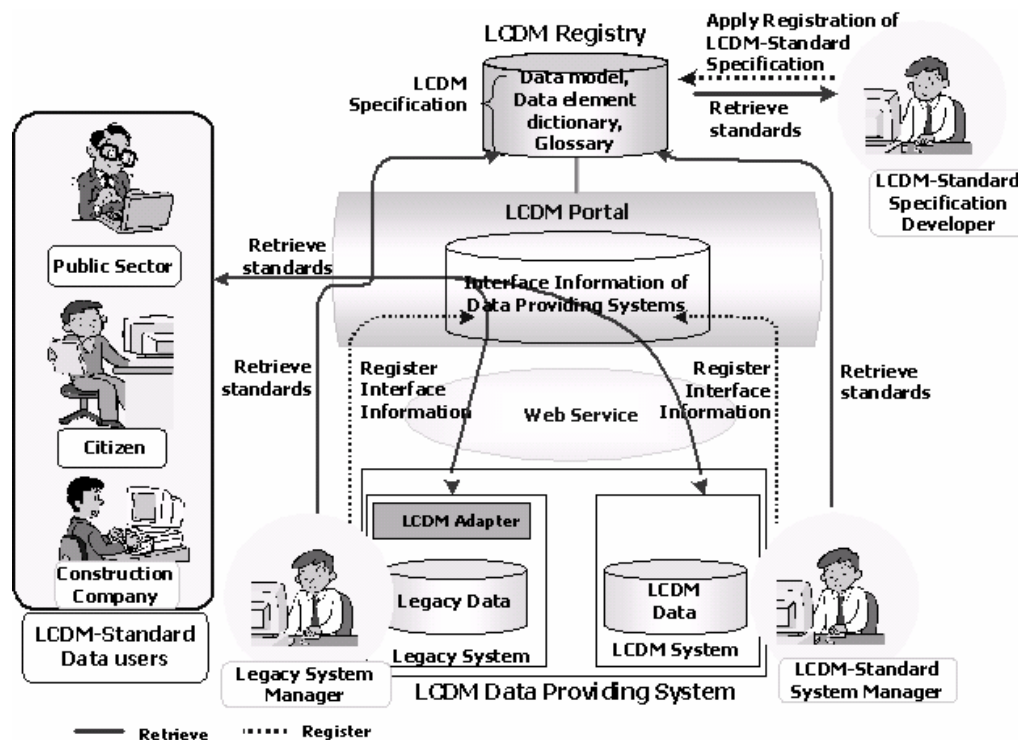 LCDM Registry
Apply Registration of
LCDM-Standard
Specification
LCDM
Specification
Data model,
Data element
dictionary,
Glossary
Retrieve
standards
LCDM-Standard
Specification
Developer
Public Sector
Citizen
Construction
Company
LCDM-Standard
Data users
LCDM Portal
Retrieve
standards
Interface Information of
Data Providing Systems
Retrieve
standards
Register
Interface
Information
Web Service
Register
Interface
Information
Retrieve
standards
LCDM Adapter
Legacy Data
Legacy System
LCDM
Data
LCDM System
Legacy System
Manager
LCDM Data Providing System
LCDM-Standard
System Manager
Retrieve
Register